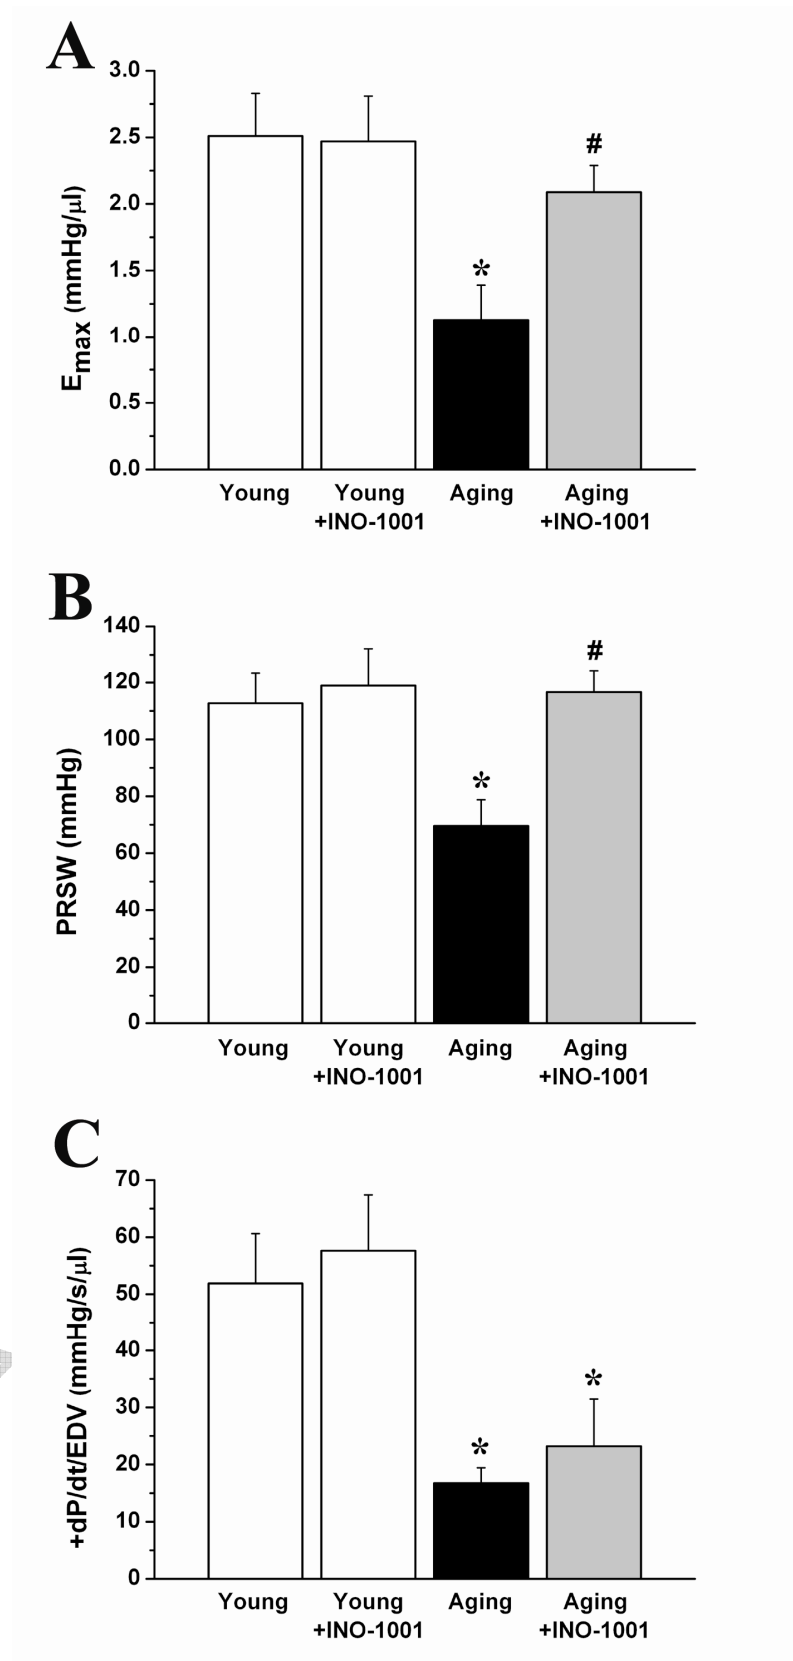 A
3.0
2.5
2.0
1.5
1.0
0.5
0.0
Emax (mmHg/µl)
*
#
Young
Young
+INO-1001
Aging
Aging
+INO-1001
B
140
120
100
80
60
40
20
0
PRSW (mmHg)
*
#
Young
Young
+INO-1001
Aging
Aging
+INO-1001
C
70
60
50
40
30
20
10
0
+dP/dt/EDV (mmHg/s/µl)
*
*
Young
Young
+INO-1001
Aging
Aging
+INO-1001